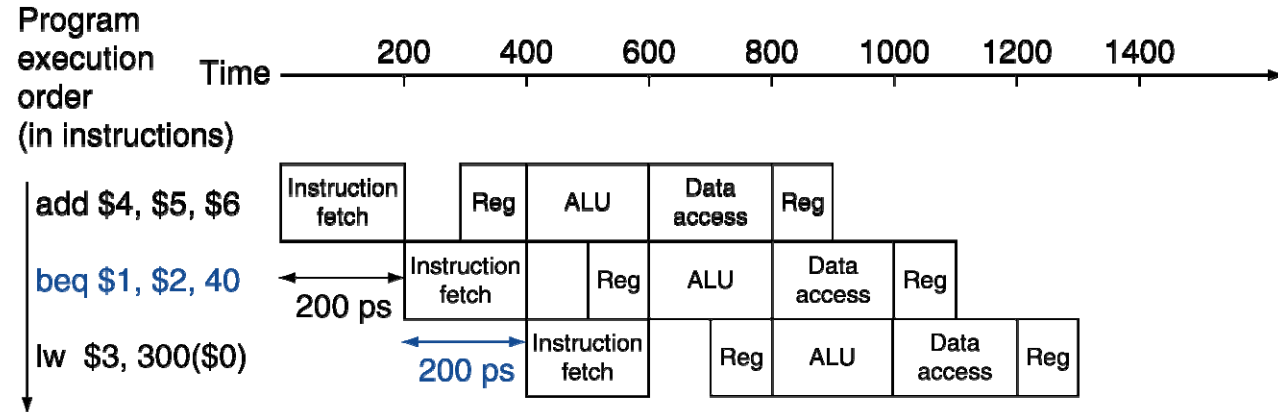 Program
execution
order
(in instructions)
Time
200 400 600 800 1000 1200 1400
add $4, $5, $6
Instruction
fetch
Reg
ALU
Data
access
Reg
beq $1, $2, 40
200 ps
Instruction
fetch
Reg
ALU
Data
access
Reg
lw $3, 300($0)
200 ps
Instruction
fetch
Reg
ALU
Data
access
Reg